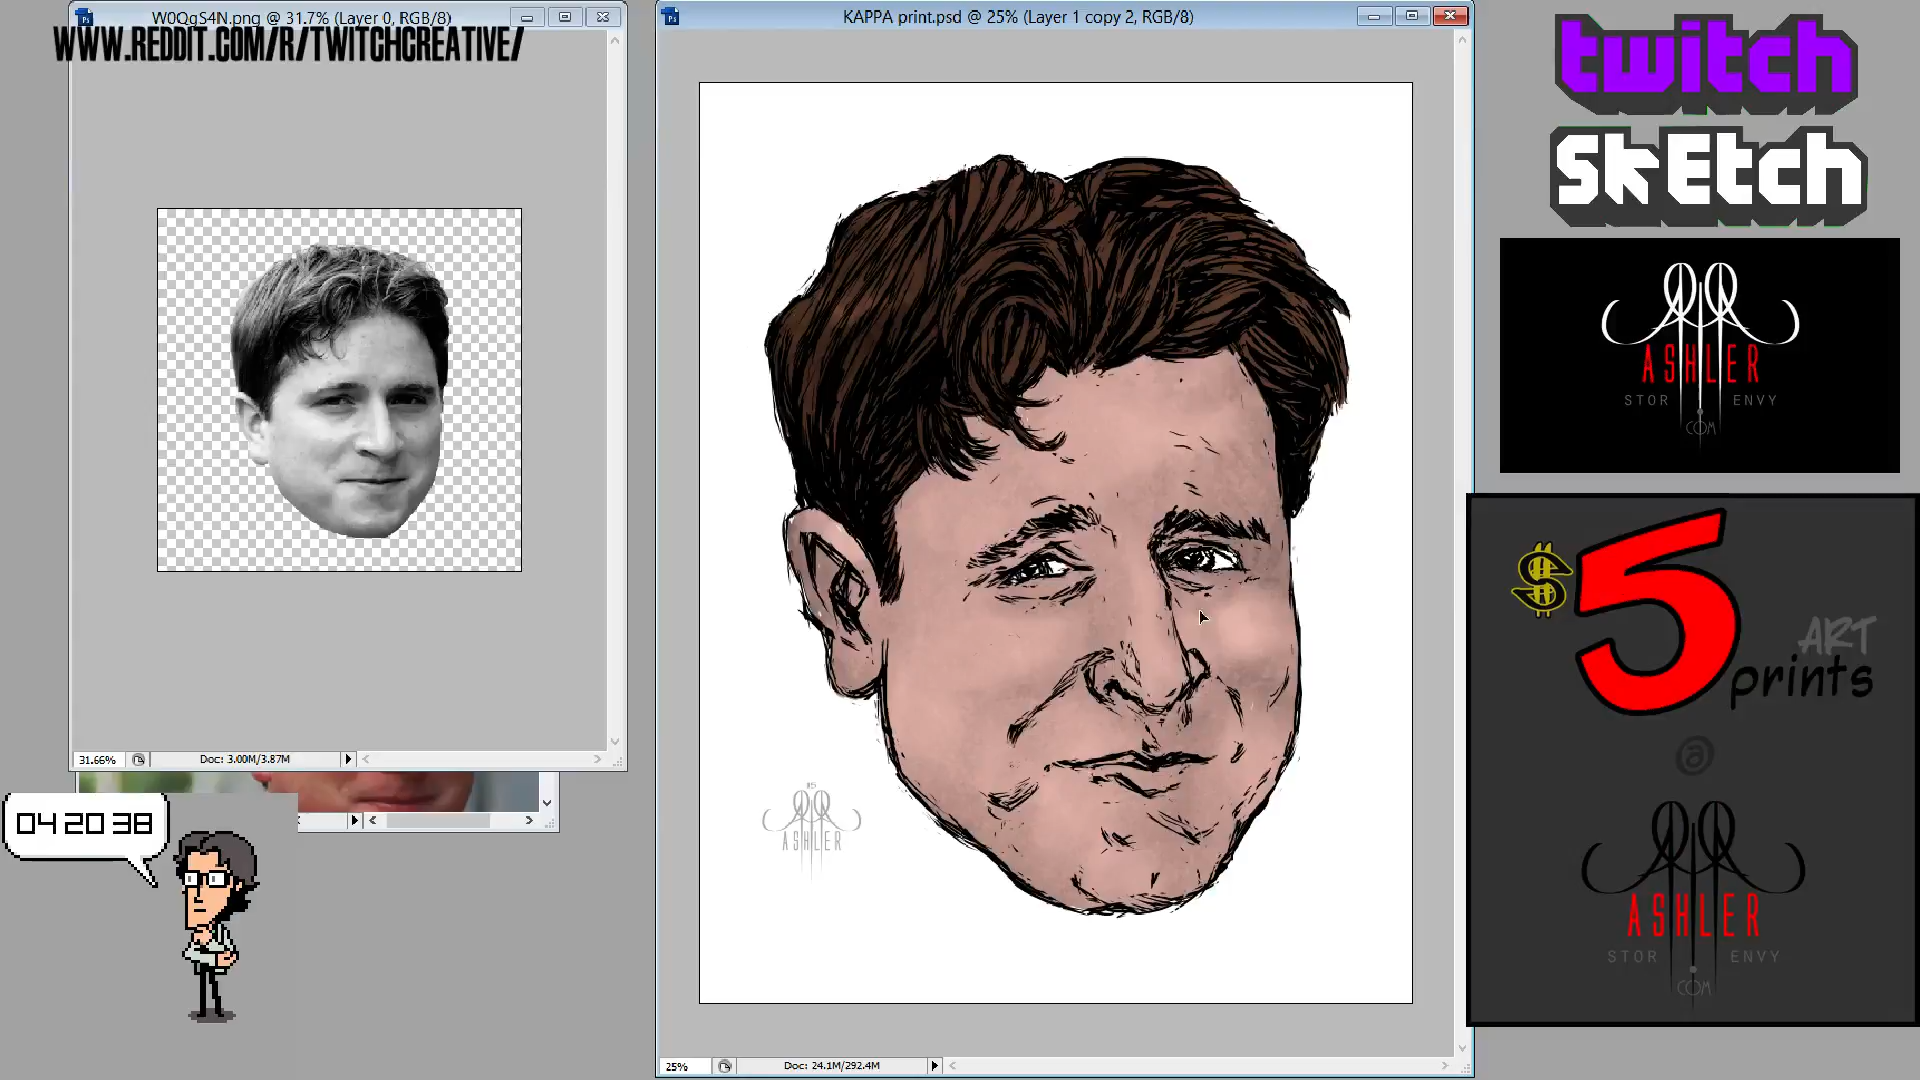 W0QgS4N.png @ 31.7% (Layer 0, RGB/8)
WWW.REDDIT.COM/R/TWITCHCREATIVE/
31.66%
Doc: 3.00M/3.87M
04 20 38
KAPPA print.psd @ 25% (Layer 1 copy 2, RGB/8)
ASHLER
25%
Doc: 24.1M/292.4M
twitch
SkEtch
ASHLER
STOR ENVY
COM
$5
ART
prints
@
ASHLER
STOR ENVY
COM